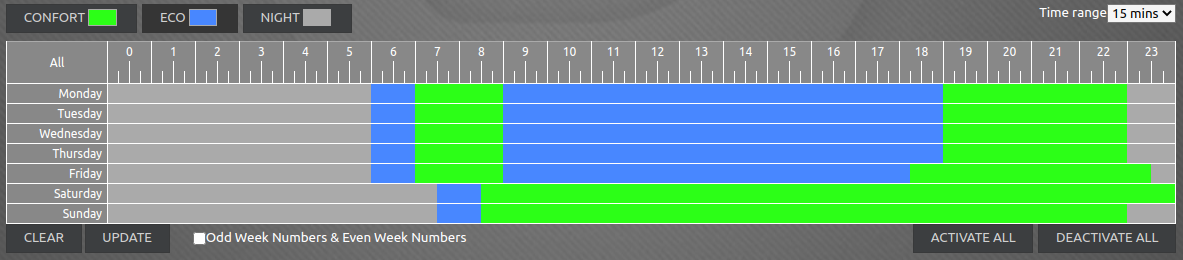 CONFORT ECO NIGHT Time range 15 mins
All 0 1 2 3 4 5 6 7 8 9 10 11 12 13 14 15 16 17 18 19 20 21 22 23
Monday
Tuesday
Wednesday
Thursday
Friday
Saturday
Sunday
CLEAR UPDATE Odd Week Numbers & Even Week Numbers ACTIVATE ALL DEACTIVATE ALL